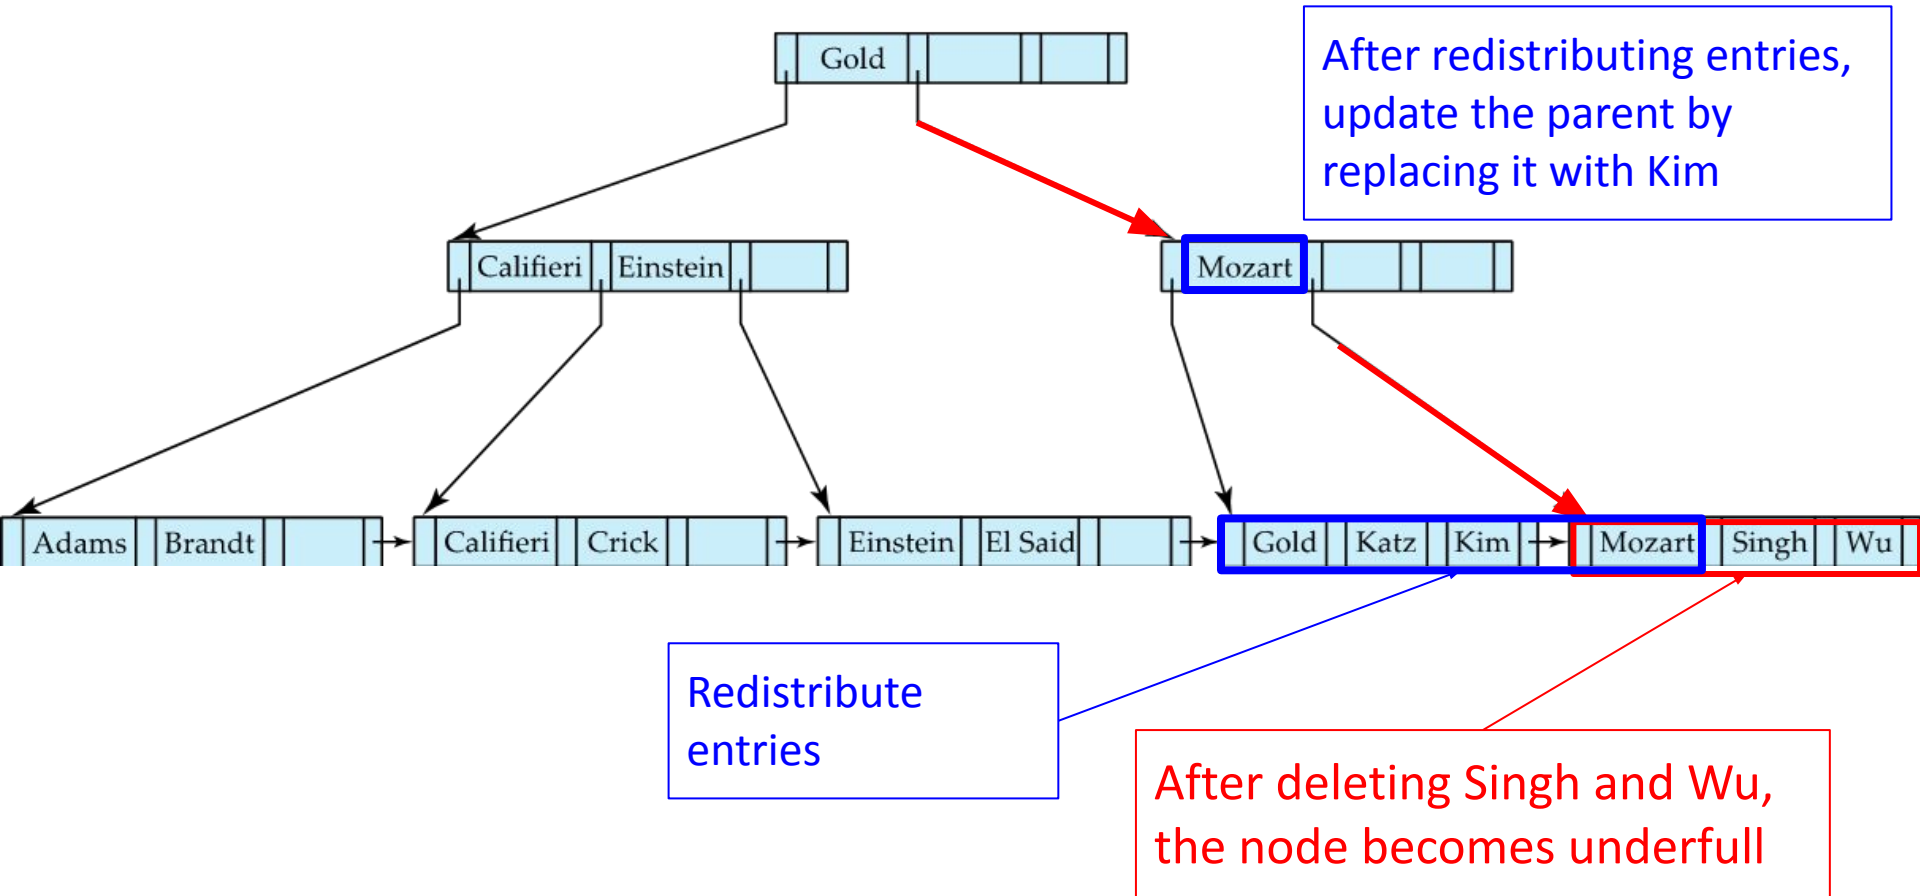 Gold
After redistributing entries,
update the parent by
replacing it with Kim
Califieri Einstein
Mozart
Adams Brandt
Califieri Crick
Einstein El Said
Gold Katz Kim
Mozart Singh Wu
Redistribute
entries
After deleting Singh and Wu,
the node becomes underfull